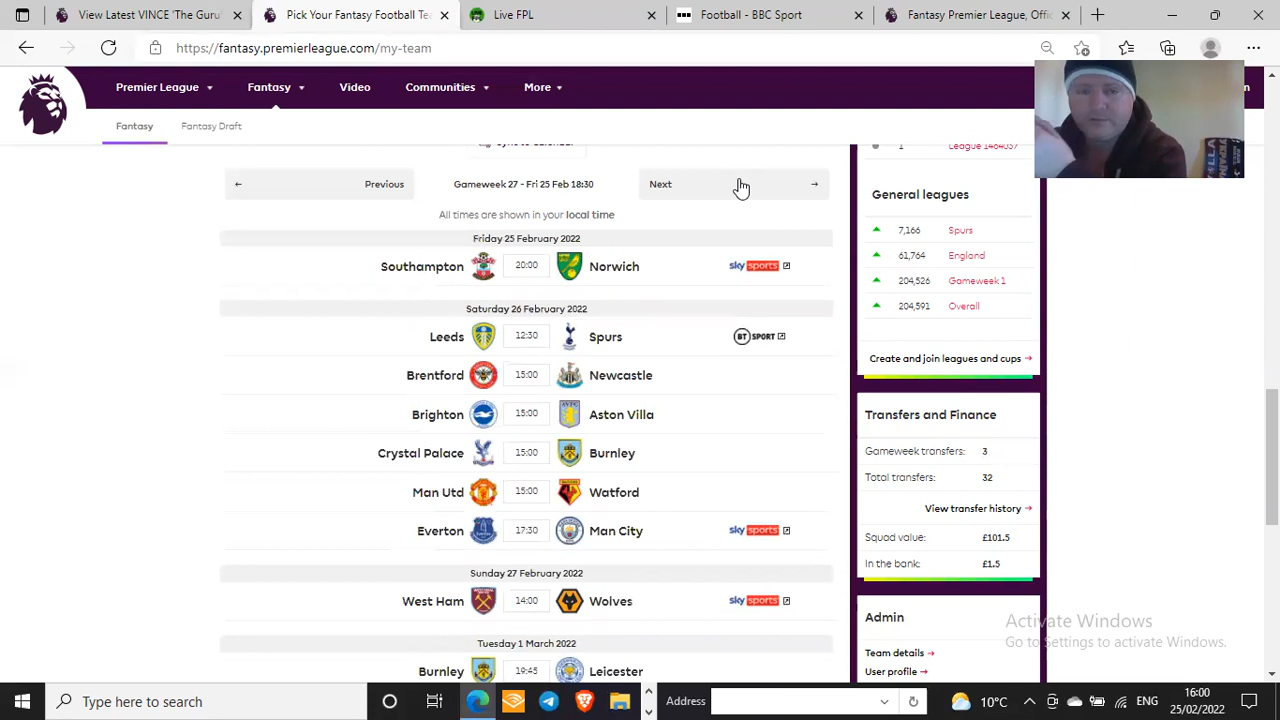 Latest VINCE 'The Guru'
Pick Your Fantasy Team
Live FPL
Football - BBC Sport
Premier League, Offic
https://fantasy.premierleague.com/my-team
Premier League Fantasy Video Communities More
Fantasy Fantasy Draft
← Previous
Gameweek 27 - Fri 25 Feb 18:30
Next →
All times are shown in your local time
Friday 25 February 2022
Southampton 20:00 Norwich sky sports
Saturday 26 February 2022
Leeds 12:30 Spurs BT SPORT
Brentford 15:00 Newcastle
Brighton 15:00 Aston Villa
Crystal Palace 15:00 Burnley
Man Utd 15:00 Watford
Everton 17:30 Man City sky sports
Sunday 27 February 2022
West Ham 14:00 Wolves sky sports
Tuesday 1 March 2022
Burnley 19:45 Leicester
1 League 1464037
General leagues
7,166 Spurs
61,764 England
204,526 Gameweek 1
204,591 Overall
Create and join leagues and cups →
Transfers and Finance
Gameweek transfers: 3
Total transfers: 32
View transfer history →
Squad value: £101.5
In the bank: £1.5
Admin
Team details →
User profile →
Activate Windows
Go to Settings to activate Windows.
Type here to search
Address
10°C
ENG
16:00
25/02/2022